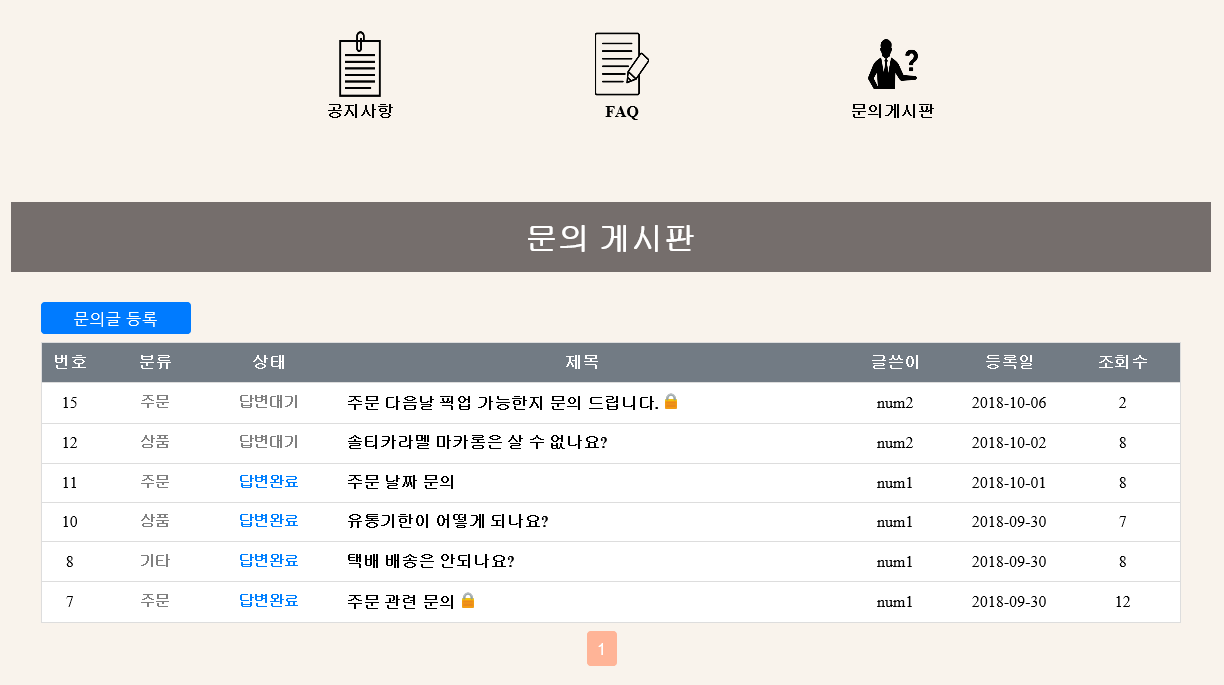 공지사항 FAQ 문의게시판
문의 게시판
문의글 등록
번호 분류 상태 제목 글쓴이 등록일 조회수
15 주문 답변대기 주문 다음날 픽업 가능한지 문의 드립니다. num2 2018-10-06 2
12 상품 답변대기 솔티카라멜 마카롱은 살 수 없나요? num2 2018-10-02 8
11 주문 답변완료 주문 날짜 문의 num1 2018-10-01 8
10 상품 답변완료 유통기한이 어떻게 되나요? num1 2018-09-30 7
8 기타 답변완료 택배 배송은 안되나요? num1 2018-09-30 8
7 주문 답변완료 주문 관련 문의 num1 2018-09-30 12
1